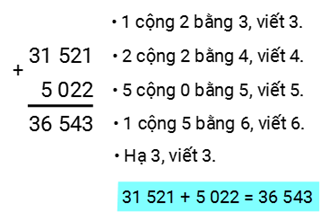 • 1 cộng 2 bằng 3, viết 3.
31 521
+
5 022
36 543
• 2 cộng 2 bằng 4, viết 4.
• 5 cộng 0 bằng 5, viết 5.
• 1 cộng 5 bằng 6, viết 6.
• Hạ 3, viết 3.
31 521 + 5 022 = 36 543